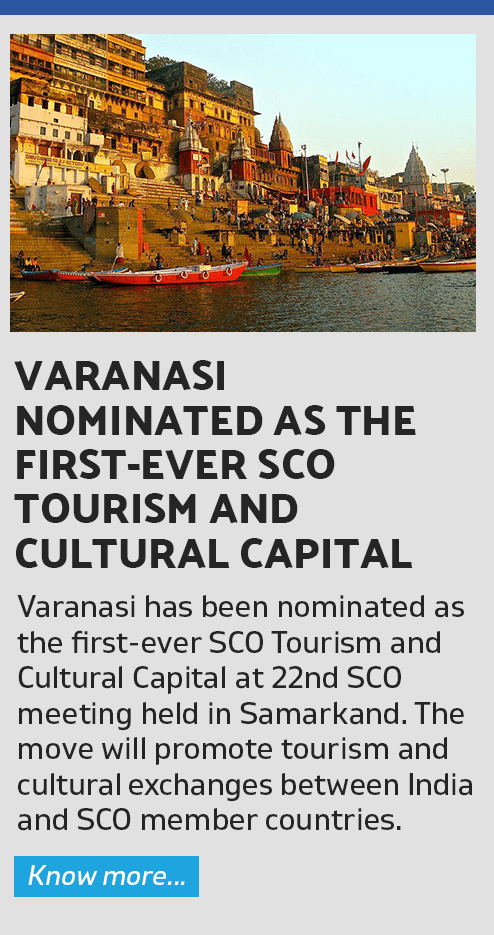 VARANASI
NOMINATED AS THE
FIRST-EVER SCO
TOURISM AND
CULTURAL CAPITAL
Varanasi has been nominated as
the first-ever SCO Tourism and
Cultural Capital at 22nd SCO
meeting held in Samarkand. The
move will promote tourism and
cultural exchanges between India
and SCO member countries.
Know more...